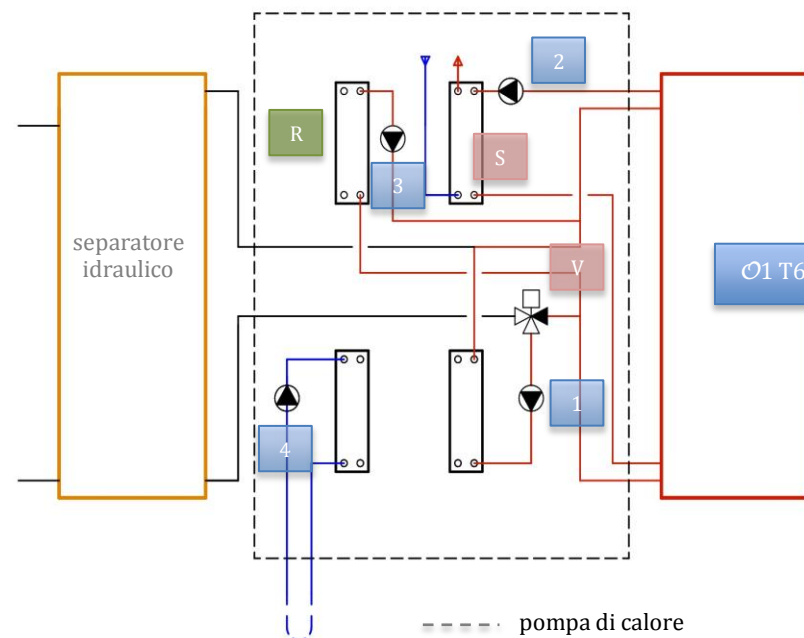 2
R
S
3
separatore
idraulico
V
O1 T6
1
4
pompa di calore